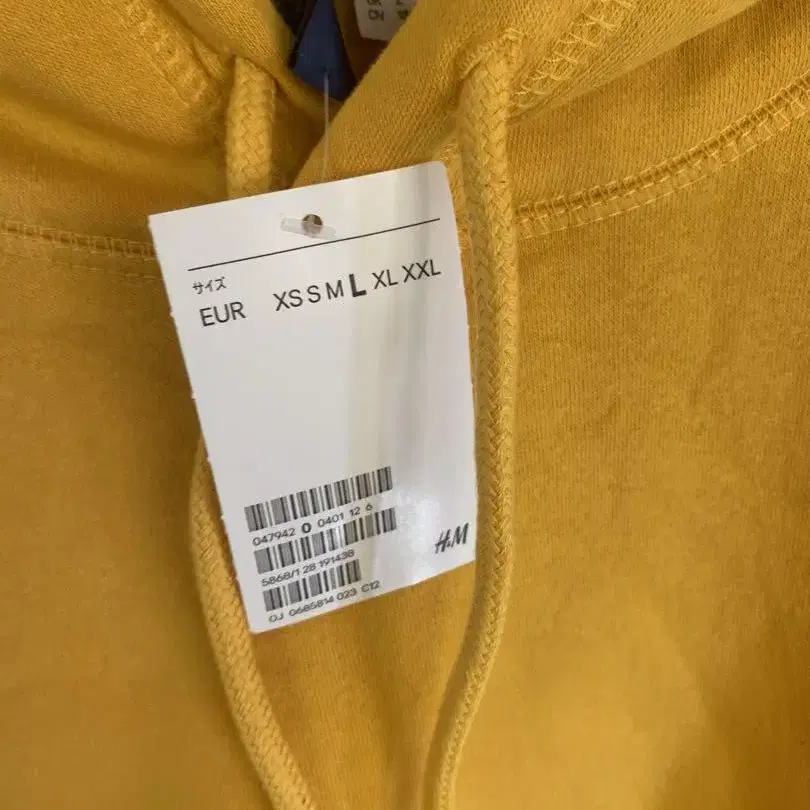 サイズ
EUR XS S M L XL XXL
047942 0 0401 12 6
5868/1 28 191438
H&M
OJ 0685814 023 C12